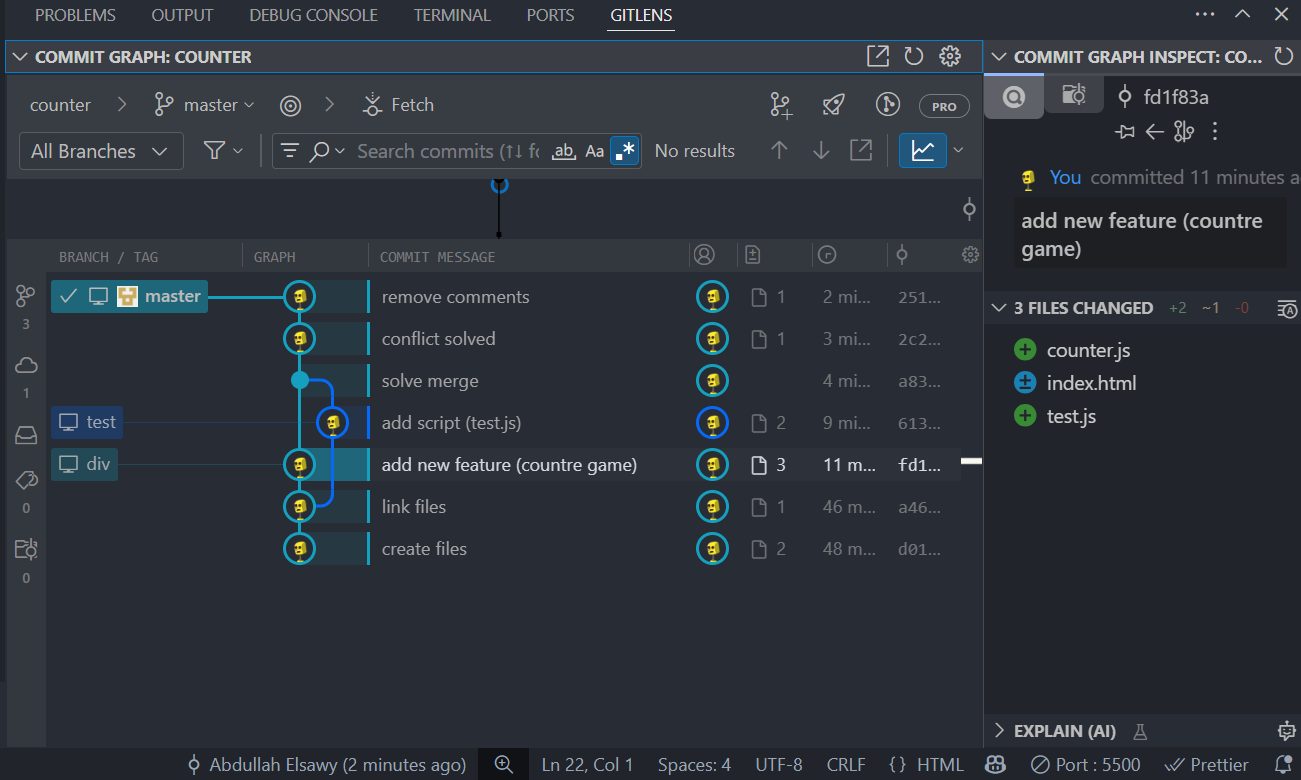 PROBLEMS OUTPUT DEBUG CONSOLE TERMINAL PORTS GITLENS
COMMIT GRAPH: COUNTER
counter master Fetch PRO
All Branches Search commits (↑↓ fo ab Aa .* No results
BRANCH / TAG GRAPH COMMIT MESSAGE
master remove comments 1 2 mi... 251...
conflict solved 1 3 mi... 2c2...
solve merge 4 mi... a83...
test add script (test.js) 2 9 mi... 613...
div add new feature (countre game) 3 11 m... fd1...
link files 1 46 m... a46...
create files 2 48 m... d01...
3
1
0
0
COMMIT GRAPH INSPECT: CO...
fd1f83a
You committed 11 minutes a
add new feature (countre
game)
3 FILES CHANGED +2 ~1 -0
counter.js
index.html
test.js
EXPLAIN (AI)
Abdullah Elsawy (2 minutes ago) Ln 22, Col 1 Spaces: 4 UTF-8 CRLF {} HTML Port : 5500 Prettier